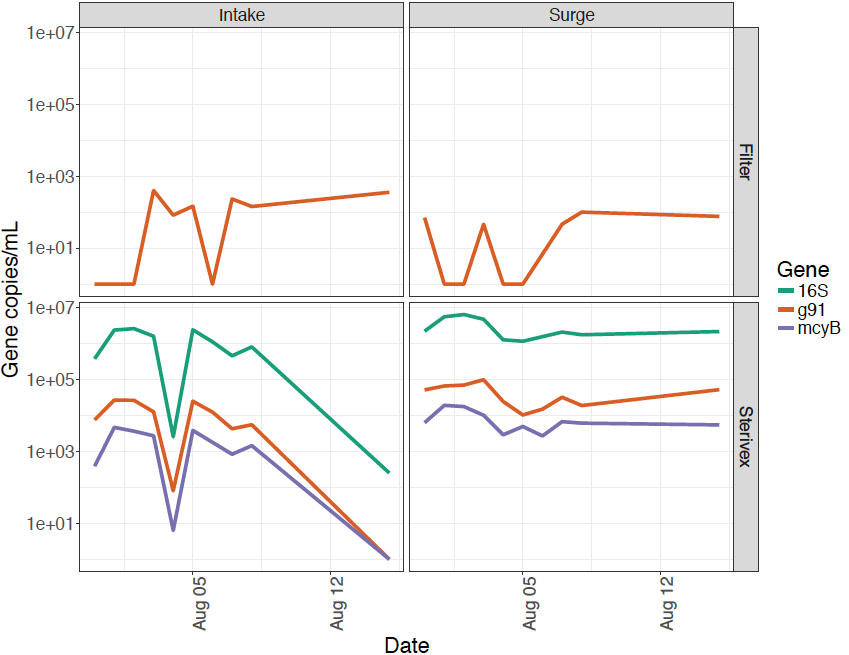 Intake
Surge
1e+07
1e+05
1e+03
1e+01
Filter
1e+07
1e+05
1e+03
1e+01
Sterivex
Gene copies/mL
Aug 05
Aug 12
Aug 05
Aug 12
Date
Gene
16S
g91
mcyB